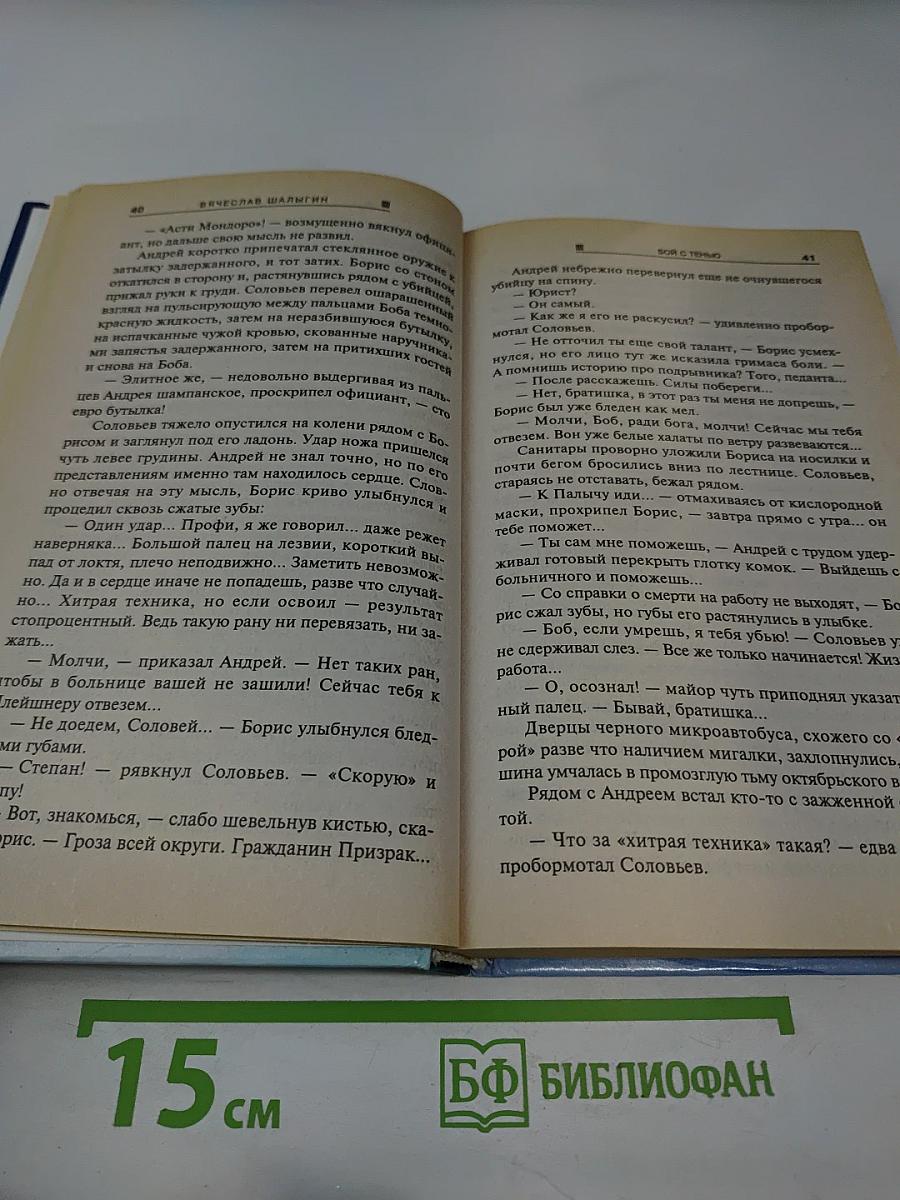 40 ВЯЧЕСЛАВ ШАЛЫГИН
— «Асти Мондоро»! — возмущенно вякнул офици-
ант, но дальше свою мысль не развил.
Андрей коротко припечатал стеклянное оружие к
затылку задержанного, и тот затих. Борис со стоном
откатился в сторону и, растянувшись рядом с убийцей,
прижал руки к груди. Соловьев перевел ошарашенный
взгляд на пульсирующую между пальцами Боба темно-
красную жидкость, затем на неразбившуюся бутылку,
на испачканные чужой кровью, скованные наручника-
ми запястья задержанного, затем на притихших гостей
и снова на Боба.
— Элитное же, — недовольно выдергивая из паль-
цев Андрея шампанское, проскрипел официант, — сто
евро бутылка!
Соловьев тяжело опустился на колени рядом с Бо-
рисом и заглянул под его ладонь. Удар ножа пришелся
чуть левее грудины. Андрей не знал точно, но по его
представлениям именно там находилось сердце. Слов-
но отвечая на эту мысль, Борис криво улыбнулся и
процедил сквозь сжатые зубы:
— Один удар... Профи, я же говорил... даже режет
наверняка... Большой палец на лезвии, короткий вы-
пад от локтя, плечо неподвижно... Заметить невозмож-
но. Да и в сердце иначе не попадешь, разве что случай-
но... Хитрая техника, но если освоил — результат
стопроцентный. Ведь такую рану ни перевязать, ни за-
жать...
— Молчи, — приказал Андрей. — Нет таких ран,
чтобы в больнице вашей не зашили! Сейчас тебя к
Плейшнеру отвезем...
— Не доедем, Соловей... — Борис улыбнулся блед-
ми губами.
— Степан! — рявкнул Соловьев. — «Скорую» и
пу!
Вот, знакомься, — слабо шевельнув кистью, ска-
орис. — Гроза всей округи. Гражданин Призрак...
БОЙ С ТЕНЬЮ 41
Андрей небрежно перевернул еще не очнувшегося
убийцу на спину.
— Юрист?
— Он самый.
— Как же я его не раскусил? — удивленно пробор-
мотал Соловьев.
— Не отточил ты еще свой талант, — Борис усмех-
нулся, но его лицо тут же исказила гримаса боли. —
А помнишь историю про подрывника? Того, педанта...
— После расскажешь. Силы побереги...
— Нет, братишка, в этот раз ты меня не допрешь, —
Борис был уже бледен как мел.
— Молчи, Боб, ради бога, молчи! Сейчас мы тебя
отвезем. Вон уже белые халаты по ветру развеваются...
Санитары проворно уложили Бориса на носилки и
почти бегом бросились вниз по лестнице. Соловьев,
стараясь не отставать, бежал рядом.
— К Палычу иди... — отмахиваясь от кислородной
маски, прохрипел Борис, — завтра прямо с утра... он
тебе поможет...
— Ты сам мне поможешь, — Андрей с трудом удер-
живал готовый перекрыть глотку комок. — Выйдешь с
больничного и поможешь...
— Со справки о смерти на работу не выходят, — Бо
рис сжал зубы, но губы его растянулись в улыбке.
— Боб, если умрешь, я тебя убью! — Соловьев у
не сдерживал слез. — Все же только начинается! Жиз
работа...
— О, осознал! — майор чуть приподнял указат
ный палец. — Бывай, братишка...
Дверцы черного микроавтобуса, схожего со «
рой» разве что наличием мигалки, захлопнулись,
шина умчалась в промозглую тьму октябрьского в
Рядом с Андреем встал кто-то с зажженной
той.
— Что за «хитрая техника» такая? — едва
пробормотал Соловьев.
15 см
БФ БИБЛИОФАН